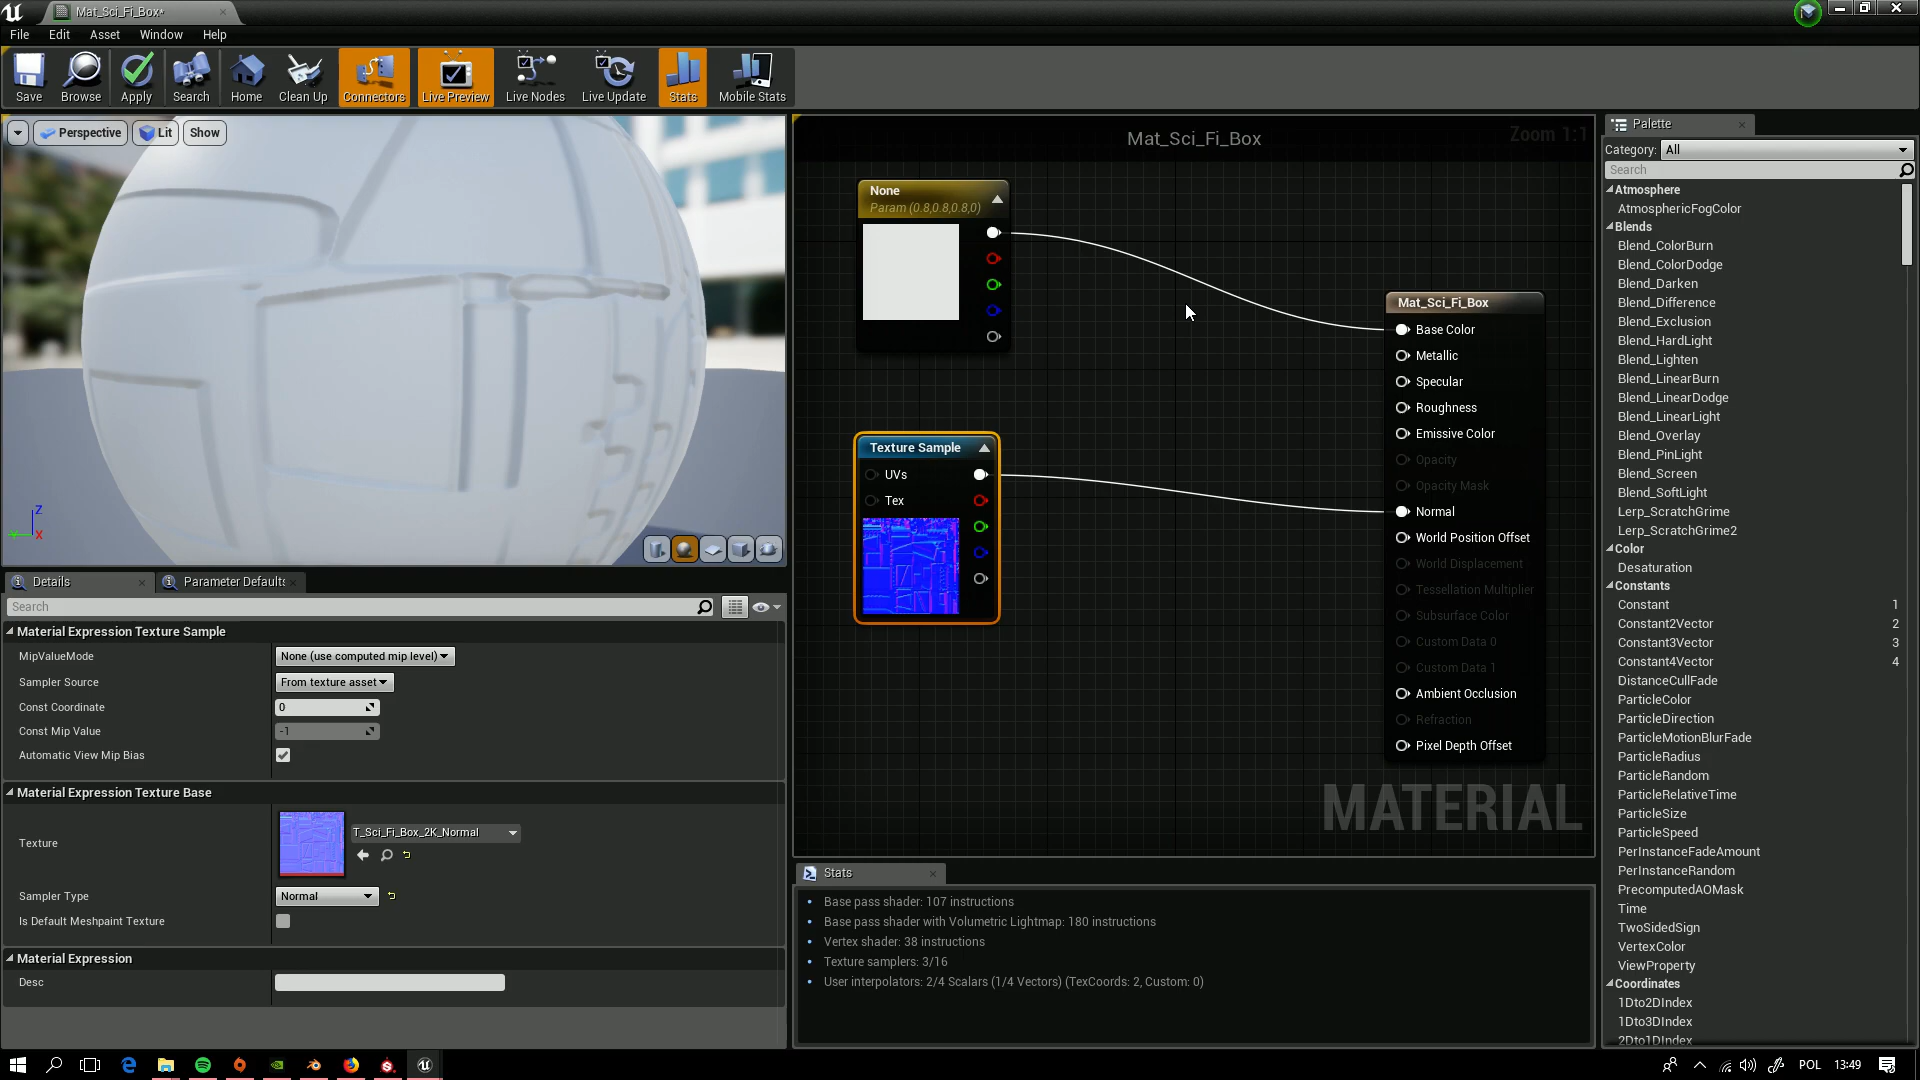 Mat_Sci_Fi_Box*
File Edit Asset Window Help
Save Browse Apply Search Home Clean Up Connectors Live Preview Live Nodes Live Update Stats Mobile Stats
Perspective Lit Show
Z
Y X
Mat_Sci_Fi_Box
Zoom 1:1
None
Param (0.8,0.8,0.8,0)
Texture Sample
UVs
Tex
Mat_Sci_Fi_Box
Base Color
Metallic
Specular
Roughness
Emissive Color
Opacity
Opacity Mask
Normal
World Position Offset
World Displacement
Tessellation Multiplier
Subsurface Color
Custom Data 0
Custom Data 1
Ambient Occlusion
Refraction
Pixel Depth Offset
MATERIAL
Details
Parameter Defaults
Search
Material Expression Texture Sample
MipValueMode None (use computed mip level)
Sampler Source From texture asset
Const Coordinate 0
Const Mip Value -1
Automatic View Mip Bias
Material Expression Texture Base
Texture T_Sci_Fi_Box_2K_Normal
Sampler Type Normal
Is Default Meshpaint Texture
Material Expression
Desc
Stats
Base pass shader: 107 instructions
Base pass shader with Volumetric Lightmap: 180 instructions
Vertex shader: 38 instructions
Texture samplers: 3/16
User interpolators: 2/4 Scalars (1/4 Vectors) (TexCoords: 2, Custom: 0)
Palette
Category: All
Search
Atmosphere
AtmosphericFogColor
Blends
Blend_ColorBurn
Blend_ColorDodge
Blend_Darken
Blend_Difference
Blend_Exclusion
Blend_HardLight
Blend_Lighten
Blend_LinearBurn
Blend_LinearDodge
Blend_LinearLight
Blend_Overlay
Blend_PinLight
Blend_Screen
Blend_SoftLight
Lerp_ScratchGrime
Lerp_ScratchGrime2
Color
Desaturation
Constants
Constant 1
Constant2Vector 2
Constant3Vector 3
Constant4Vector 4
DistanceCullFade
ParticleColor
ParticleDirection
ParticleMotionBlurFade
ParticleRadius
ParticleRandom
ParticleRelativeTime
ParticleSize
ParticleSpeed
PerInstanceFadeAmount
PerInstanceRandom
PrecomputedAOMask
Time
TwoSidedSign
VertexColor
ViewProperty
Coordinates
1Dto2DIndex
1Dto3DIndex
2Dto1DIndex
POL 13:49